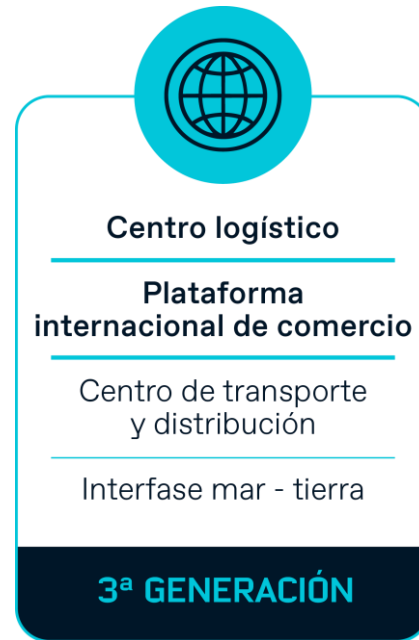 Centro logístico
Plataforma
internacional de comercio
Centro de transporte
y distribución
Interfase mar - tierra
3ª GENERACIÓN